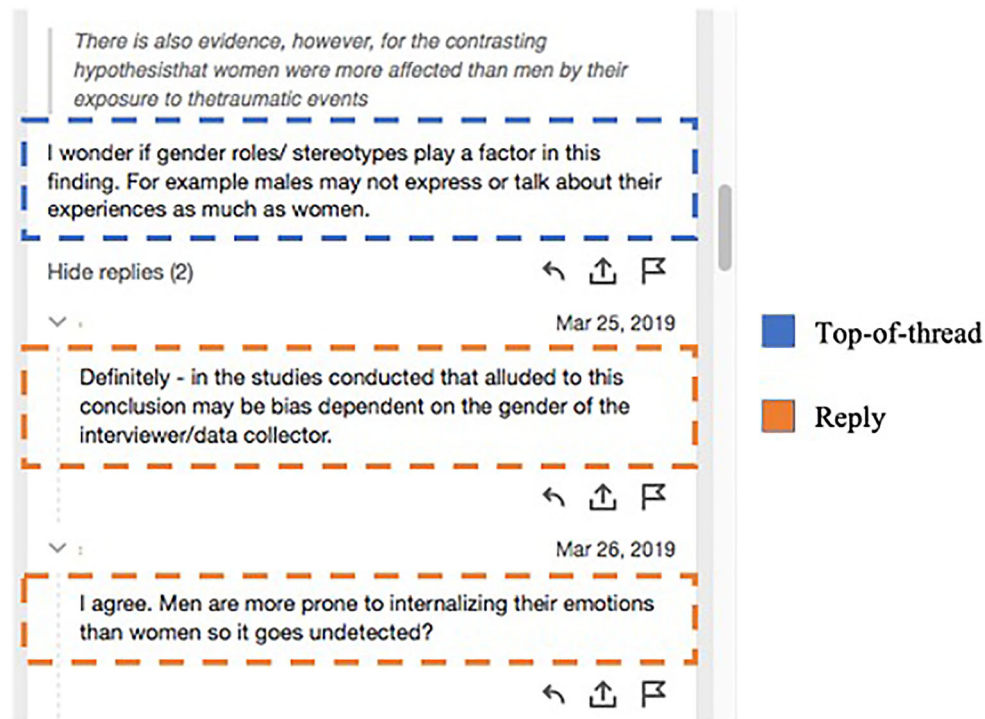 There is also evidence, however, for the contrasting
hypothesisthat women were more affected than men by their
exposure to thetraumatic events
I wonder if gender roles/ stereotypes play a factor in this
finding. For example males may not express or talk about their
experiences as much as women.
Hide replies (2)
Mar 25, 2019
Definitely - in the studies conducted that alluded to this
conclusion may be bias dependent on the gender of the
interviewer/data collector.
Mar 26, 2019
I agree. Men are more prone to internalizing their emotions
than women so it goes undetected?
Top-of-thread
Reply